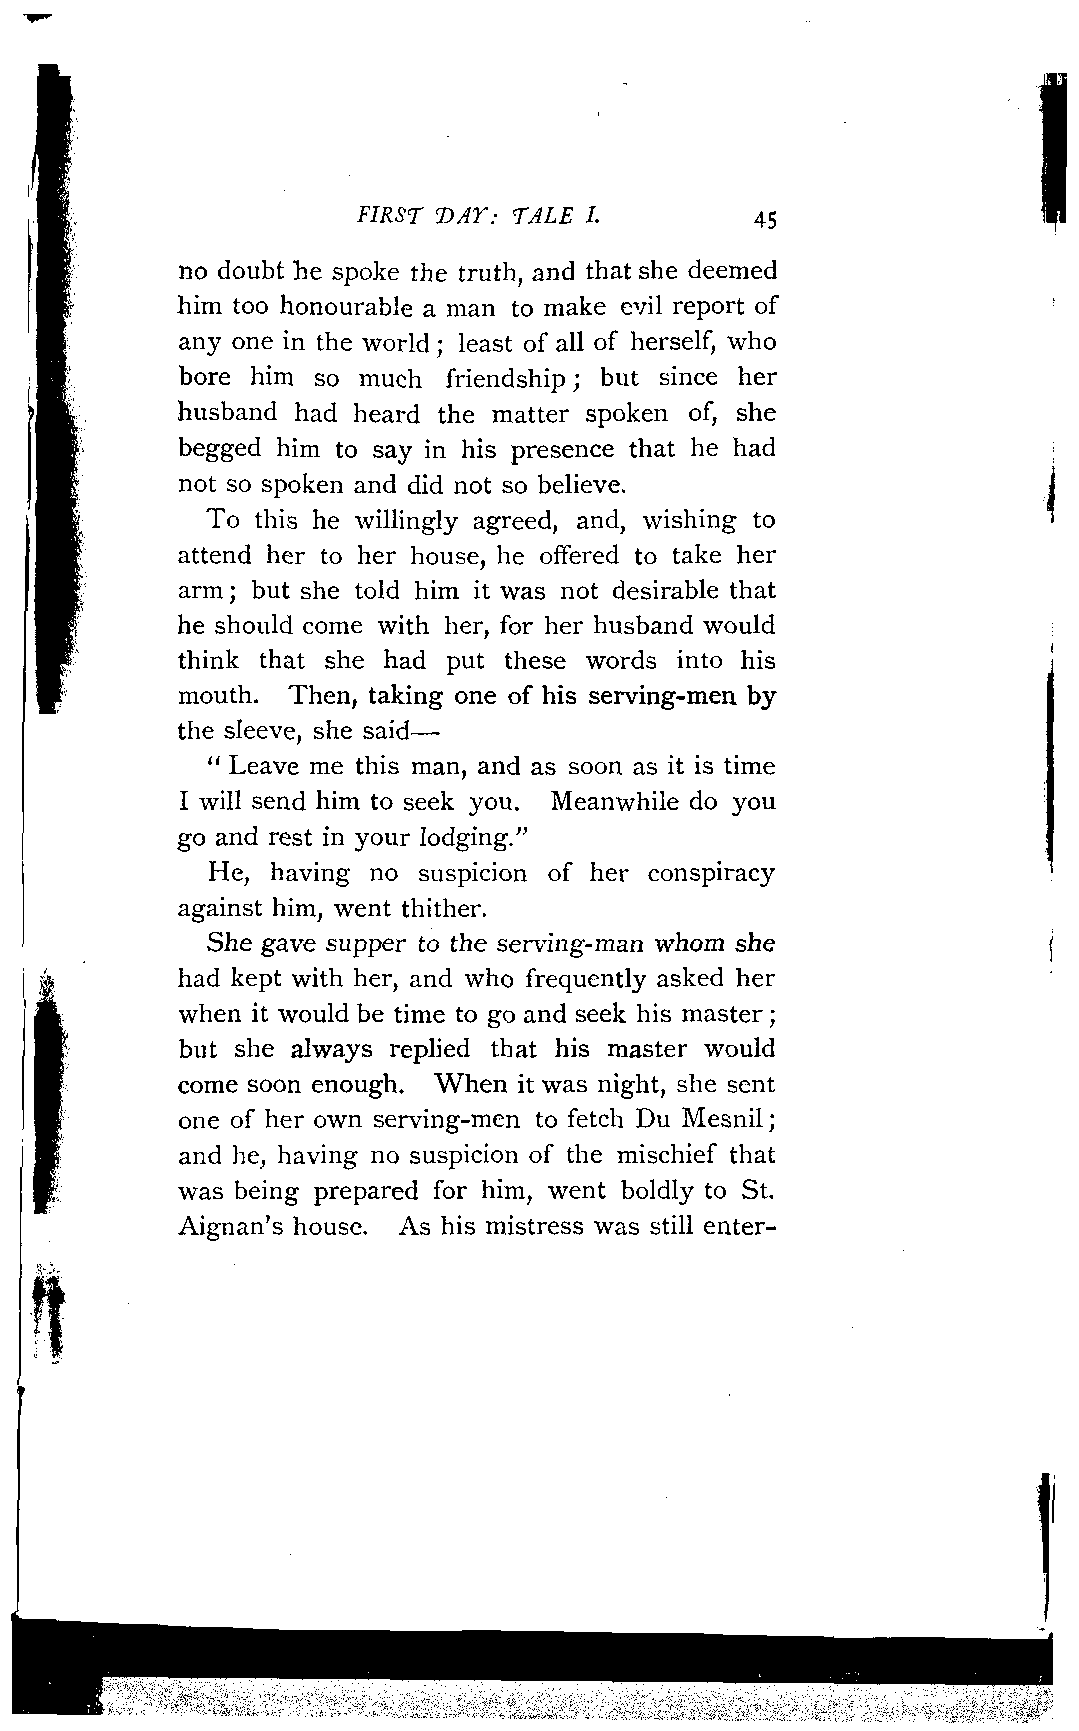 FIRST DAY: TALE I. 45
no doubt he spoke the truth, and that she deemed
him too honourable a man to make evil report of
any one in the world ; least of all of herself, who
bore him so much friendship ; but since her
husband had heard the matter spoken of, she
begged him to say in his presence that he had
not so spoken and did not so believe.
To this he willingly agreed, and, wishing to
attend her to her house, he offered to take her
arm ; but she told him it was not desirable that
he should come with her, for her husband would
think that she had put these words into his
mouth. Then, taking one of his serving-men by
the sleeve, she said—
“ Leave me this man, and as soon as it is time
I will send him to seek you. Meanwhile do you
go and rest in your lodging.”
He, having no suspicion of her conspiracy
against him, went thither.
She gave supper to the serving-man whom she
had kept with her, and who frequently asked her
when it would be time to go and seek his master ;
but she always replied that his master would
come soon enough. When it was night, she sent
one of her own serving-men to fetch Du Mesnil ;
and he, having no suspicion of the mischief that
was being prepared for him, went boldly to St.
Aignan’s house. As his mistress was still enter-